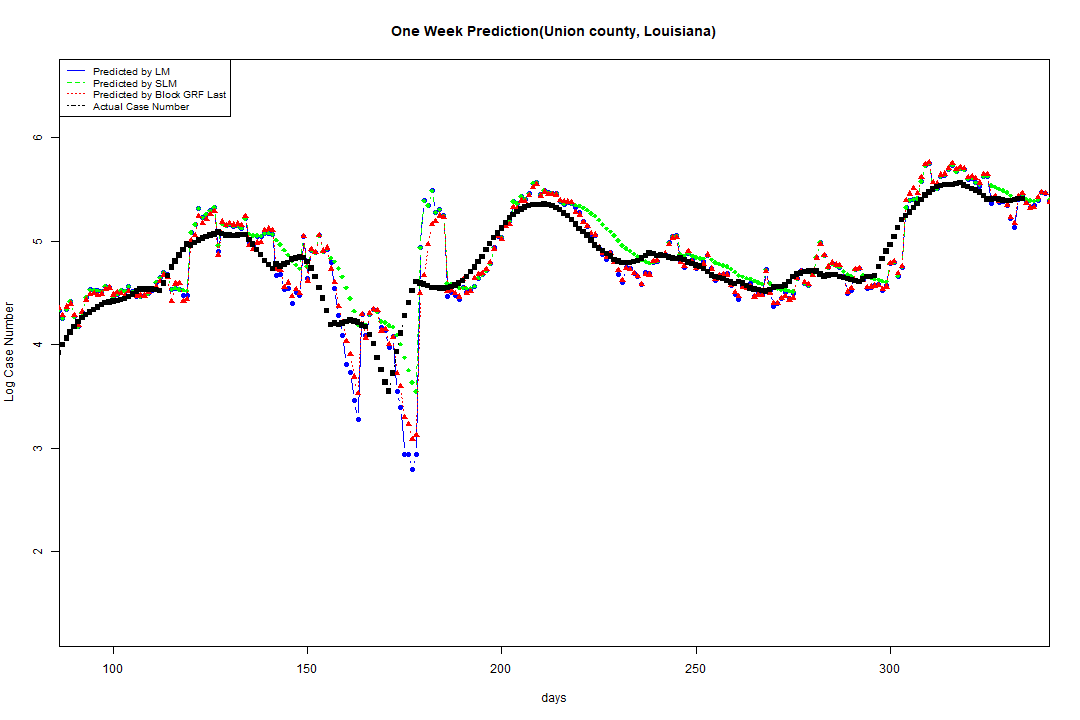 One Week Prediction(Union county, Louisiana)
Predicted by LM
Predicted by SLM
Predicted by Block GRF Last
Actual Case Number
6
5
4
3
2
Log Case Number
100 150 200 250 300
days